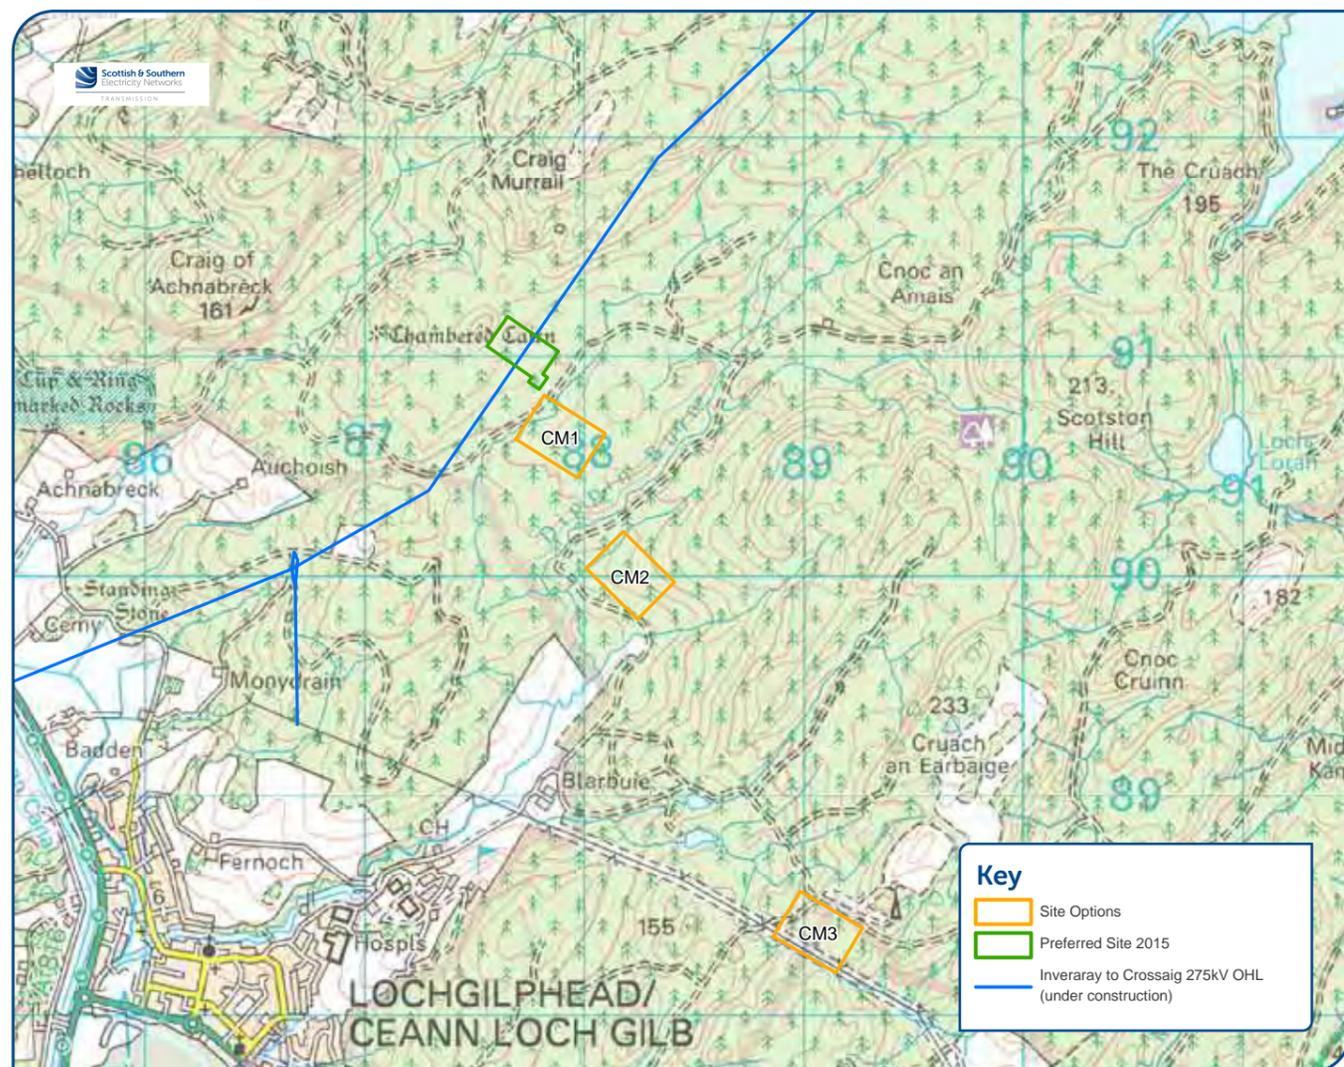 Scottish & Southern
Electricity Networks
TRANSMISSION
heltoch
Craig
Murrail
92
The Cruach
195
Craig of
Achnabreck
161
Cnoc an
Amais
Chambered Cairn
91
Cup & Ring
marked Rocks
213
Scotston
Hill
CM1
86
87
88
89
90
91
Loch
Loran
Auchoish
Achnabreck
CM2
90
182
Standing
Stone
Cerny
Monydrain
Cnoc
Cruinn
233
Cruach
an Earbaige
Badden
Blarbuie
89
CH
Fernoch
155
CM3
Hospls
LOCHGILPHEAD/
CEANN LOCH GILB
Key
Site Options
Preferred Site 2015
Inveraray to Crossaig 275kV OHL
(under construction)